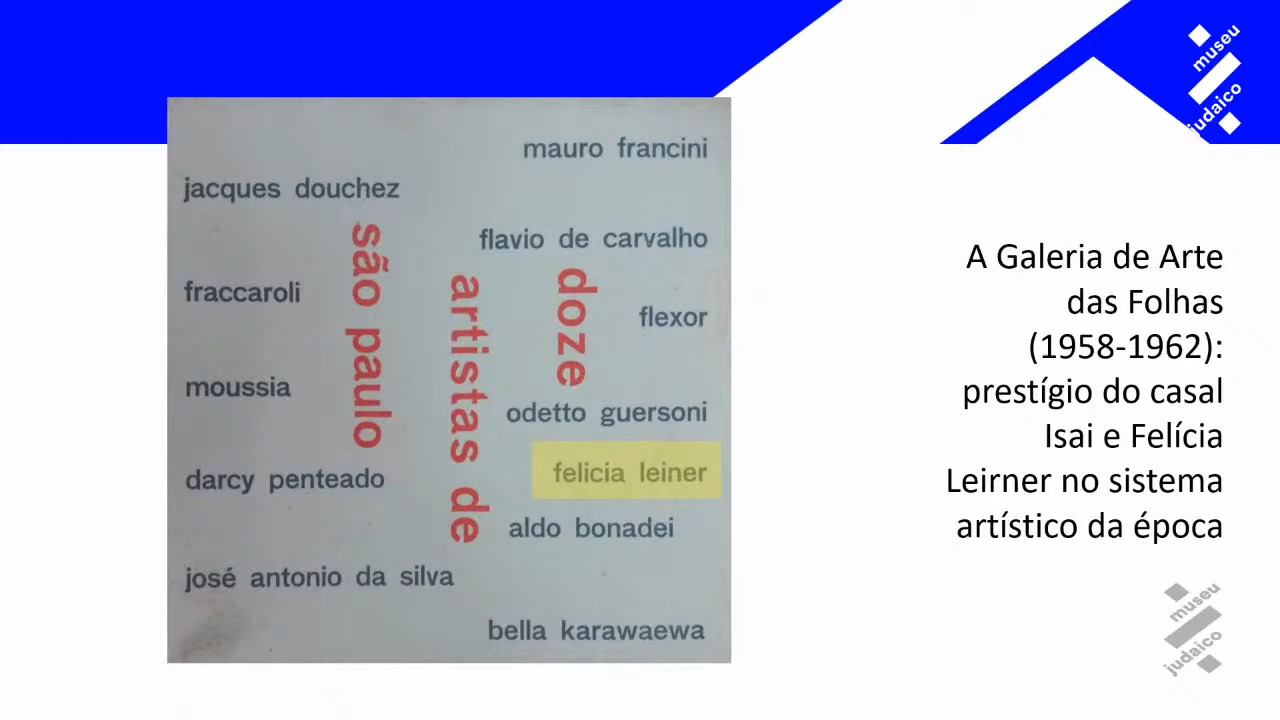 museu
judaico
mauro francini
jacques douchez
flavio de carvalho
fraccaroli
flexor
moussia
odetto guersoni
felicia leiner
darcy penteado
aldo bonadei
josé antonio da silva
bella karawaewa
doze
artistas de
são paulo
A Galeria de Arte
das Folhas
(1958-1962):
prestígio do casal
Isai e Felícia
Leirner no sistema
artístico da época
museu
judaico